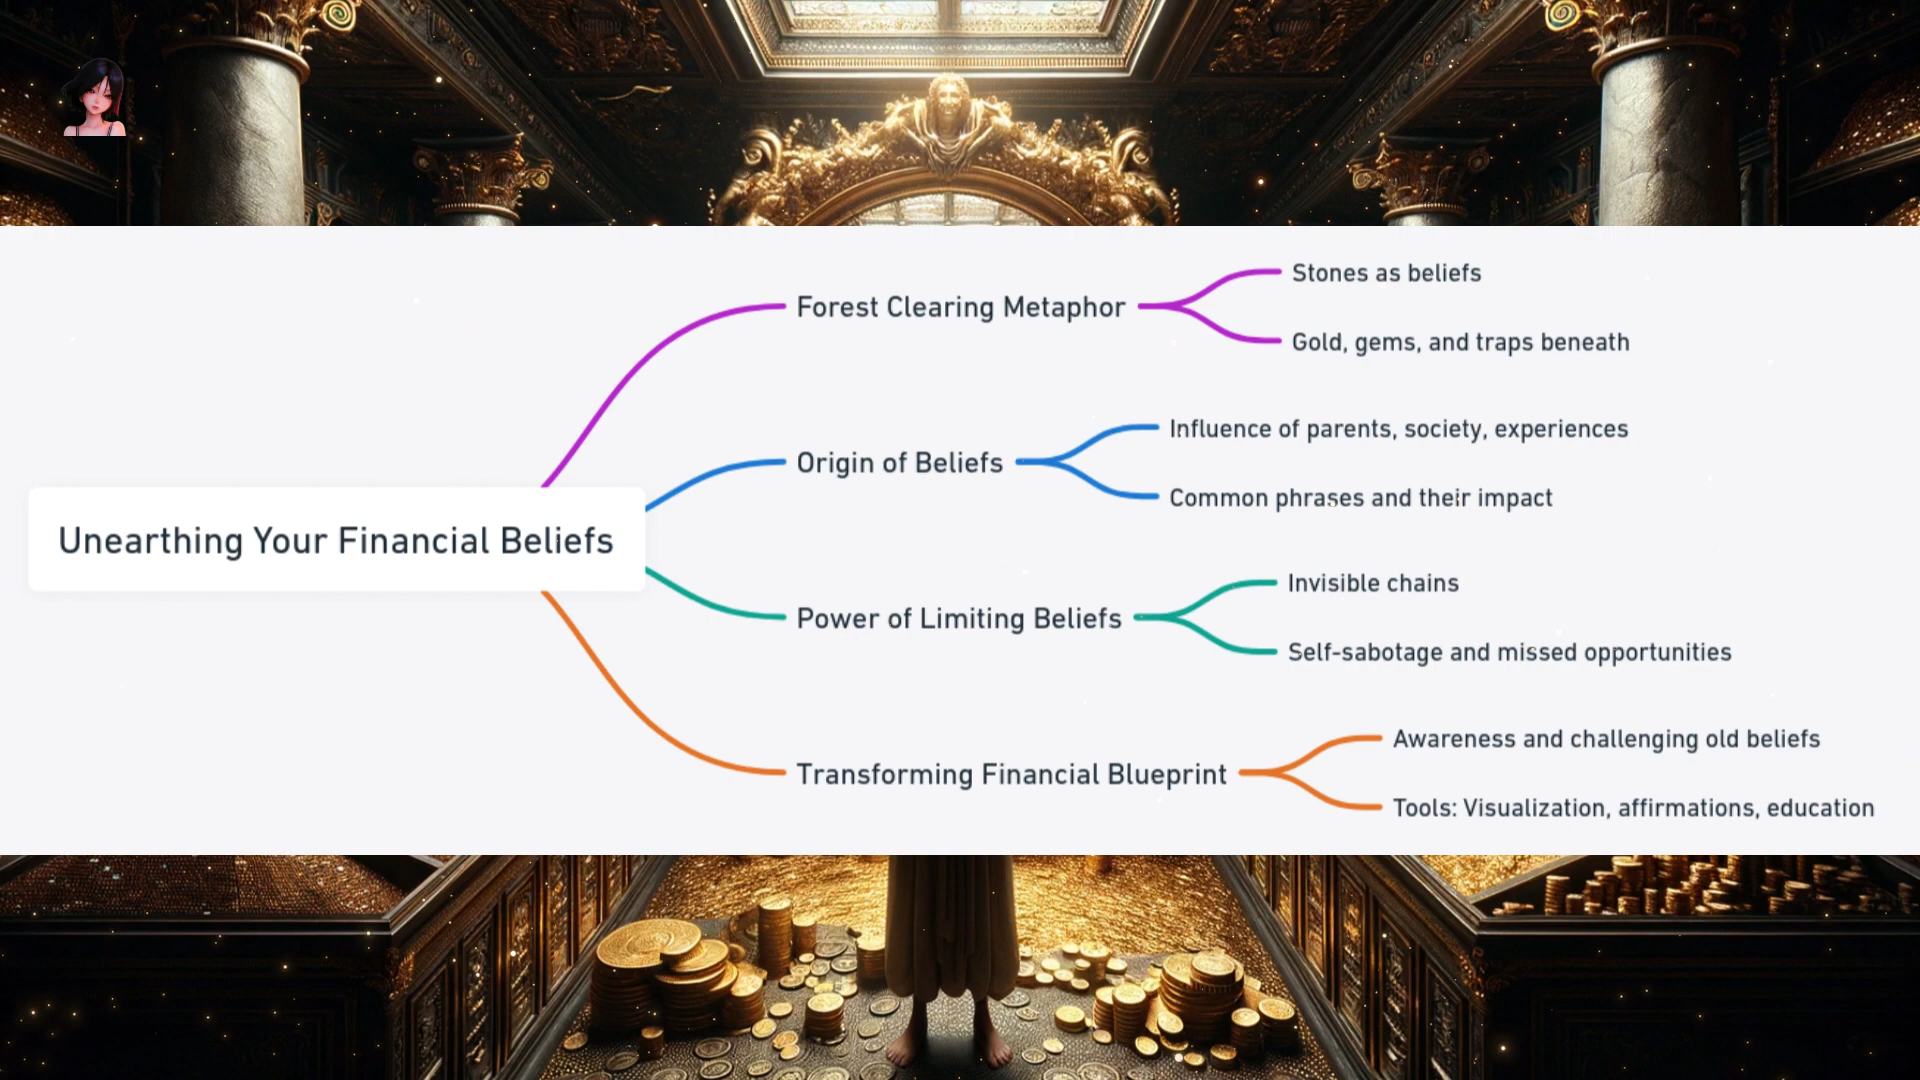 Unearthing Your Financial Beliefs
Forest Clearing Metaphor
Stones as beliefs
Gold, gems, and traps beneath
Origin of Beliefs
Influence of parents, society, experiences
Common phrases and their impact
Power of Limiting Beliefs
Invisible chains
Self-sabotage and missed opportunities
Transforming Financial Blueprint
Awareness and challenging old beliefs
Tools: Visualization, affirmations, education